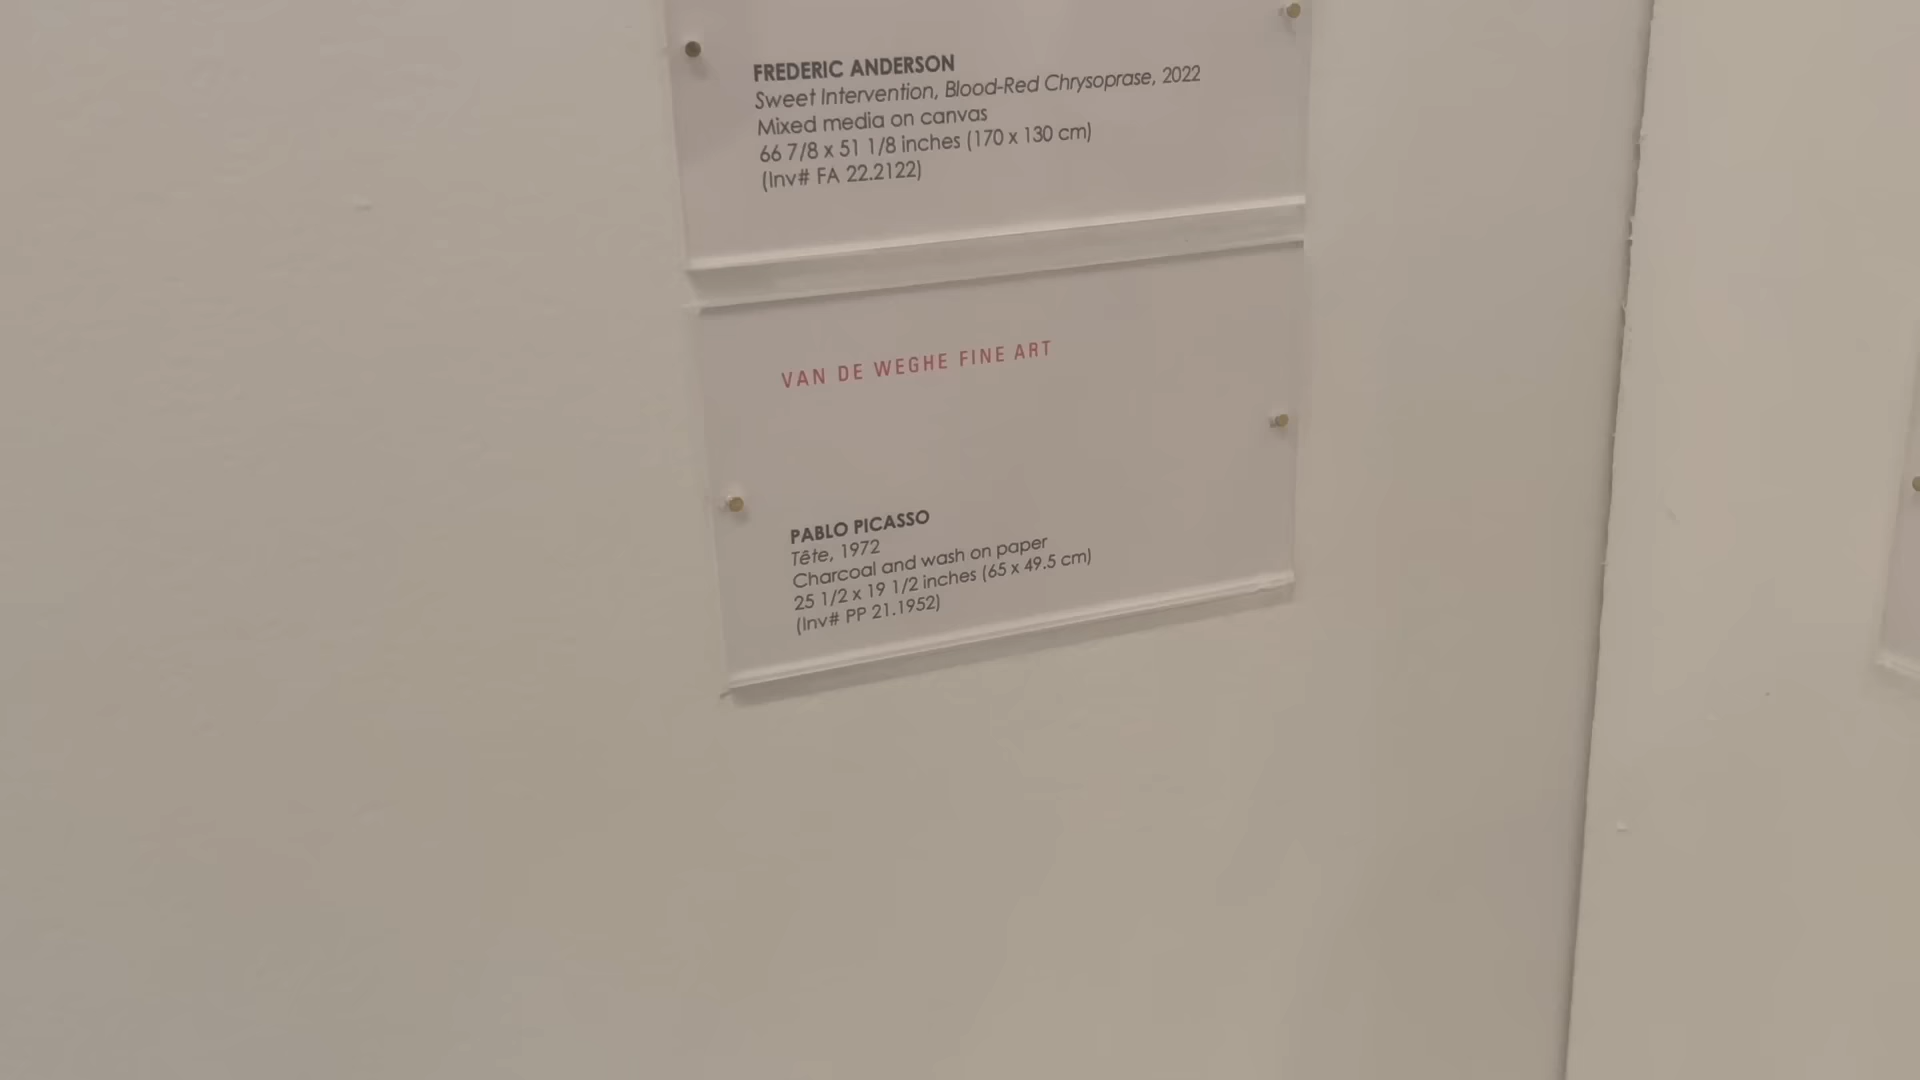 FREDERIC ANDERSON
Sweet Intervention, Blood-Red Chrysoprase, 2022
Mixed media on canvas
66 7/8 x 51 1/8 inches (170 x 130 cm)
(Inv# FA 22.2122)
VAN DE WEGHE FINE ART
PABLO PICASSO
Tête, 1972
Charcoal and wash on paper
25 1/2 x 19 1/2 inches (65 x 49.5 cm)
(Inv# PP 21.1952)